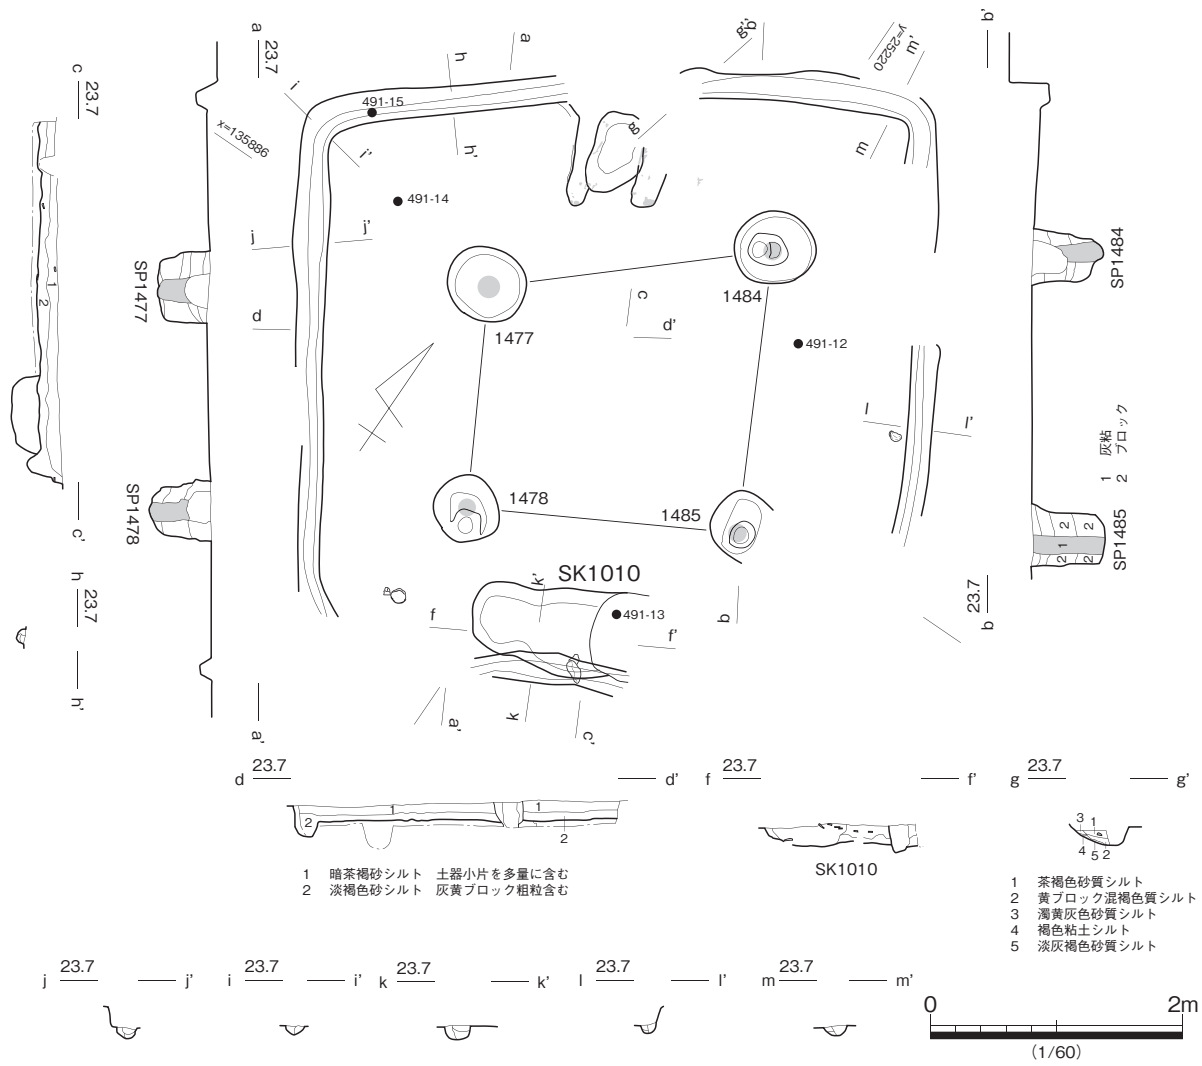 a
23.7
c
23.7
x=135886
i
491-15
h
a
b'
g'
y=25220
m'
b'
g
i'
h'
m
491-14
j
j'
SP1477
1
2
d
1477
c
d'
1484
491-12
SP1484
l
l'
1 灰粘
2 ブロック
SP1478
1478
1485
SP1485
2
2
1
2
2
c'
h
23.7
h'
SK1010
k'
f
491-13
f'
b
23.7
b
a'
a'
k
c'
d 23.7 d'
1
1
2
2
1 暗茶褐砂シルト 土器小片を多量に含む
2 淡褐色砂シルト 灰黄ブロック粗粒含む
f 23.7 f'
SK1010
g 23.7 g'
3 1
4 5 2
1 茶褐色砂質シルト
2 黄ブロック混褐色質シルト
3 濁黄灰色砂質シルト
4 褐色粘土シルト
5 淡灰褐色砂質シルト
j 23.7 j'
i 23.7 i'
k 23.7 k'
l 23.7 l'
m 23.7 m'
0 2m
(1/60)